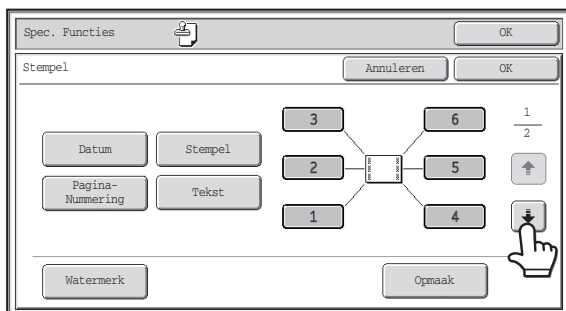 Spec. Functies
OK
Stempel
Annuleren
OK
Datum
Stempel
Pagina-
Nummering
Tekst
3
6
2
5
1
4
1
2
Watermerk
Opmaak